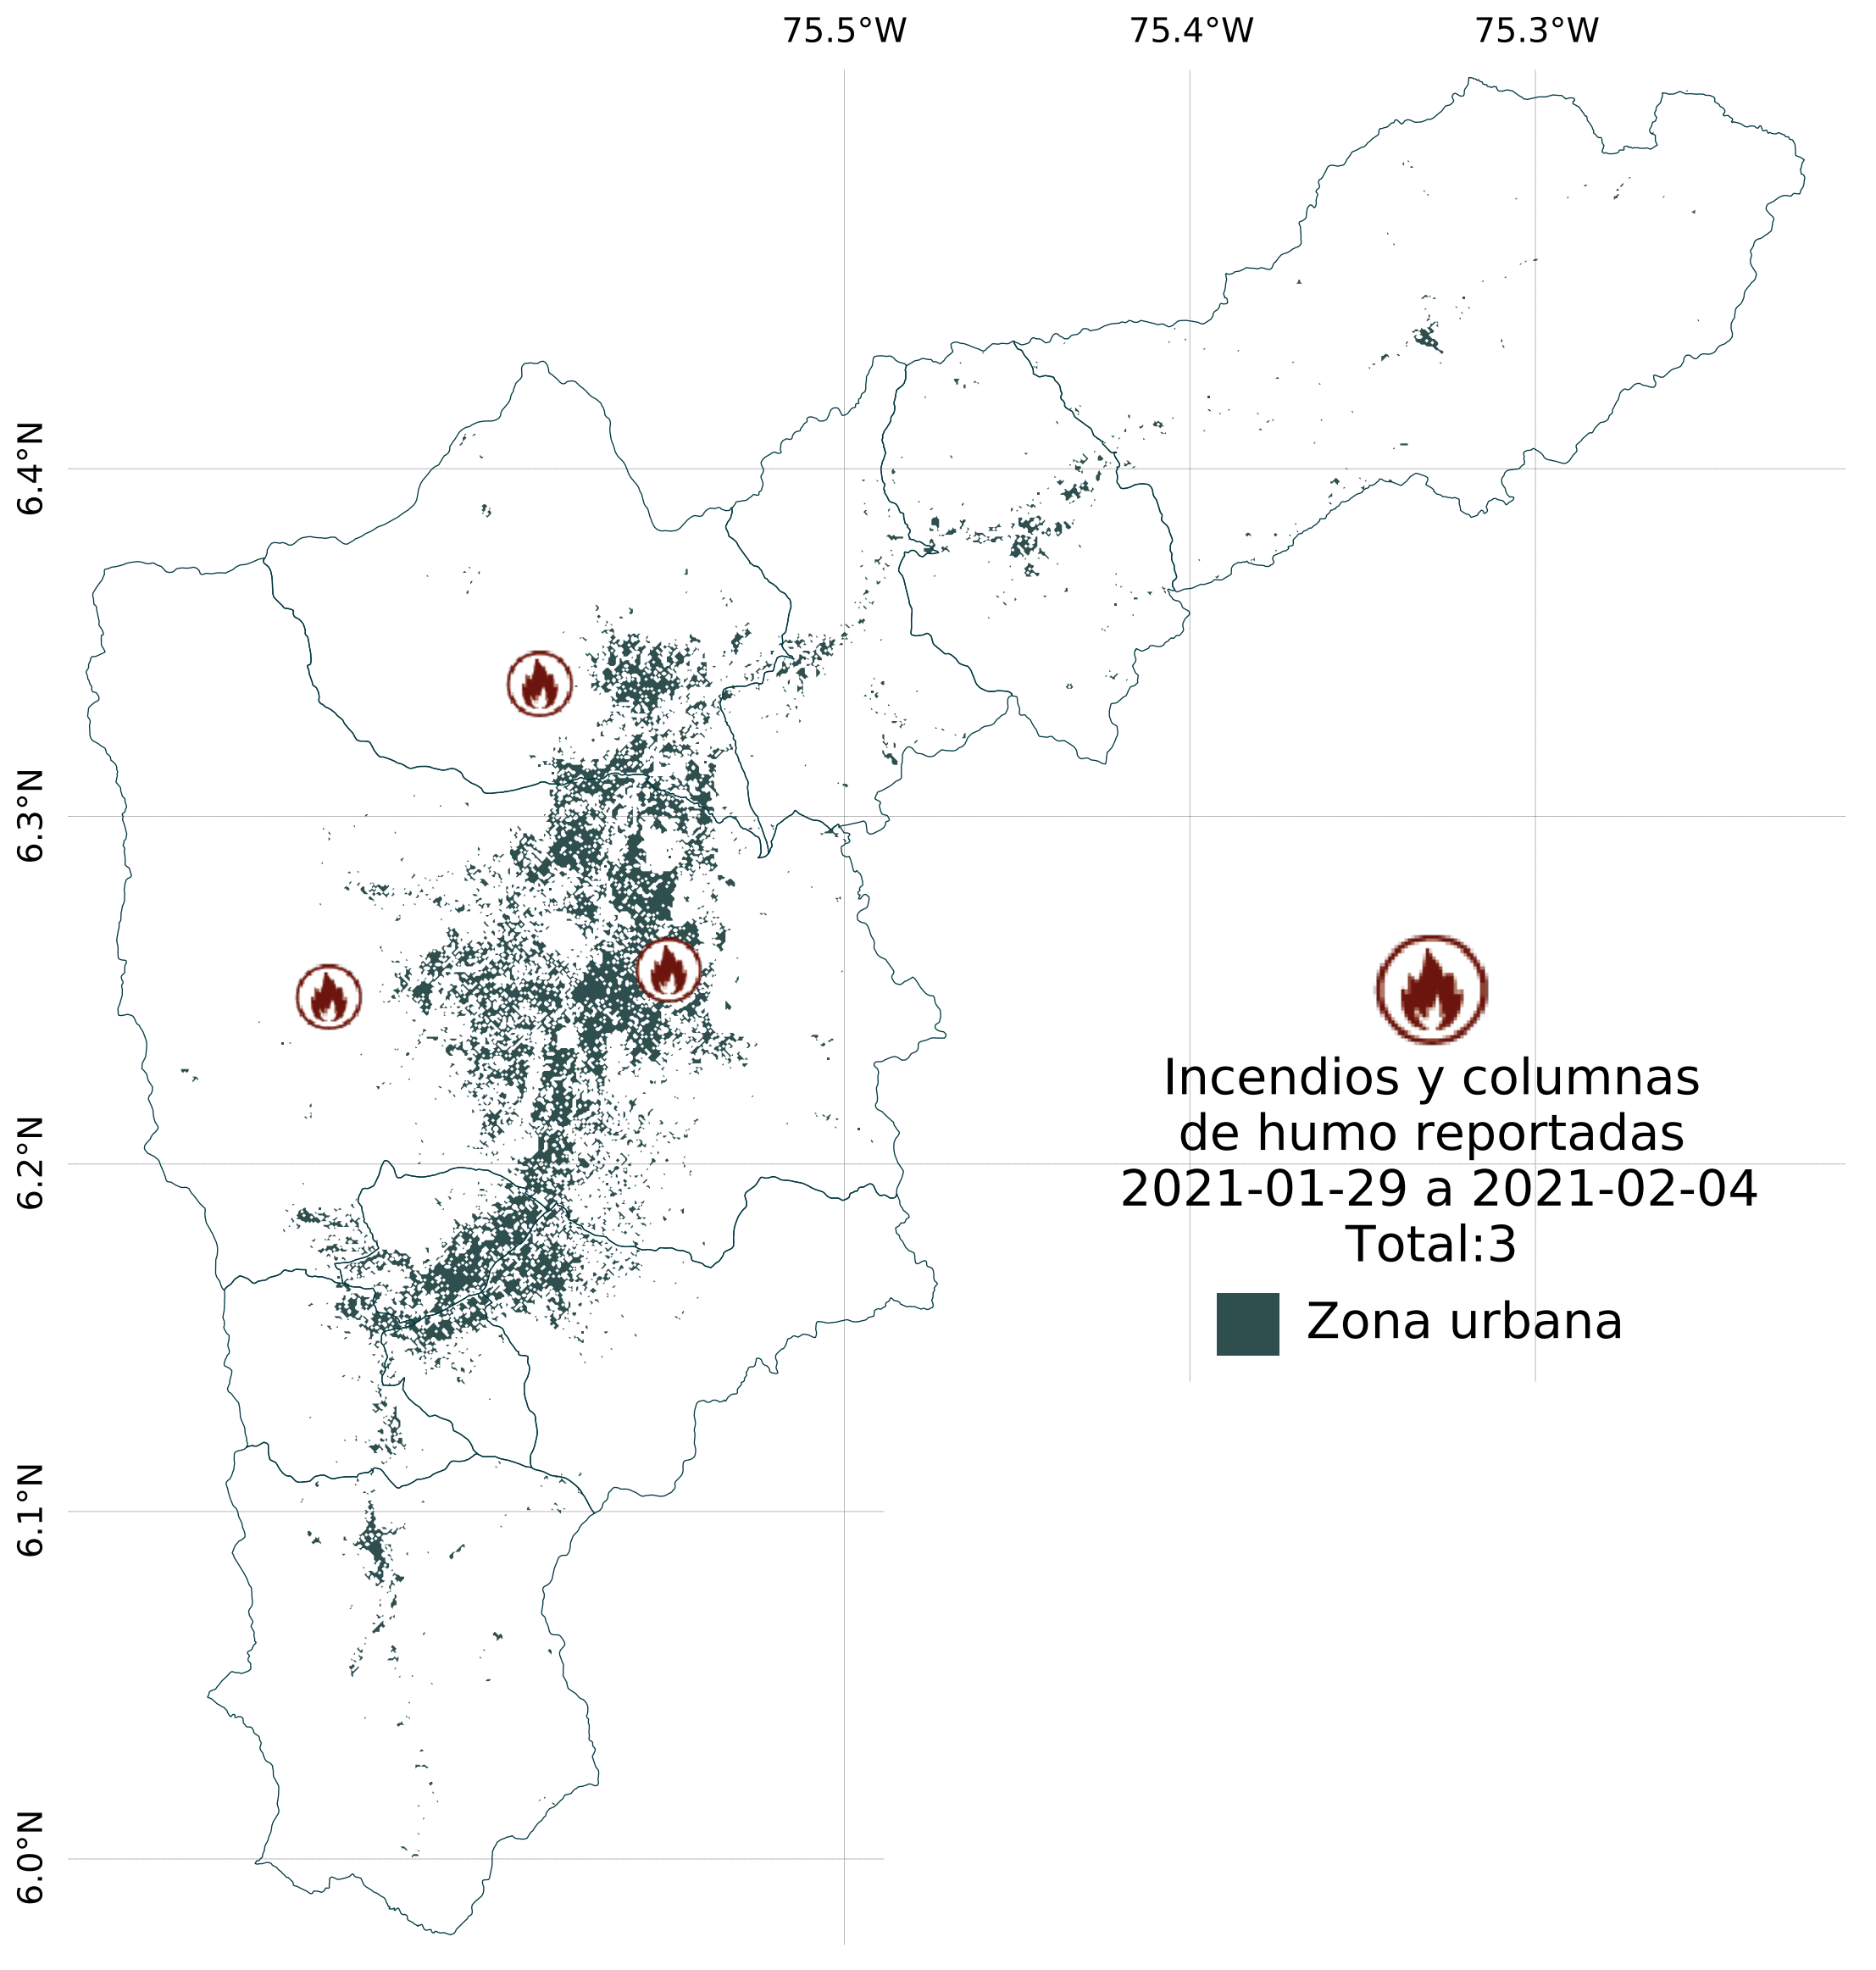 75.5°W 75.4°W 75.3°W
6.4°N
6.3°N
6.2°N
6.1°N
6.0°N
Incendios y columnas
de humo reportadas
2021-01-29 a 2021-02-04
Total:3
Zona urbana